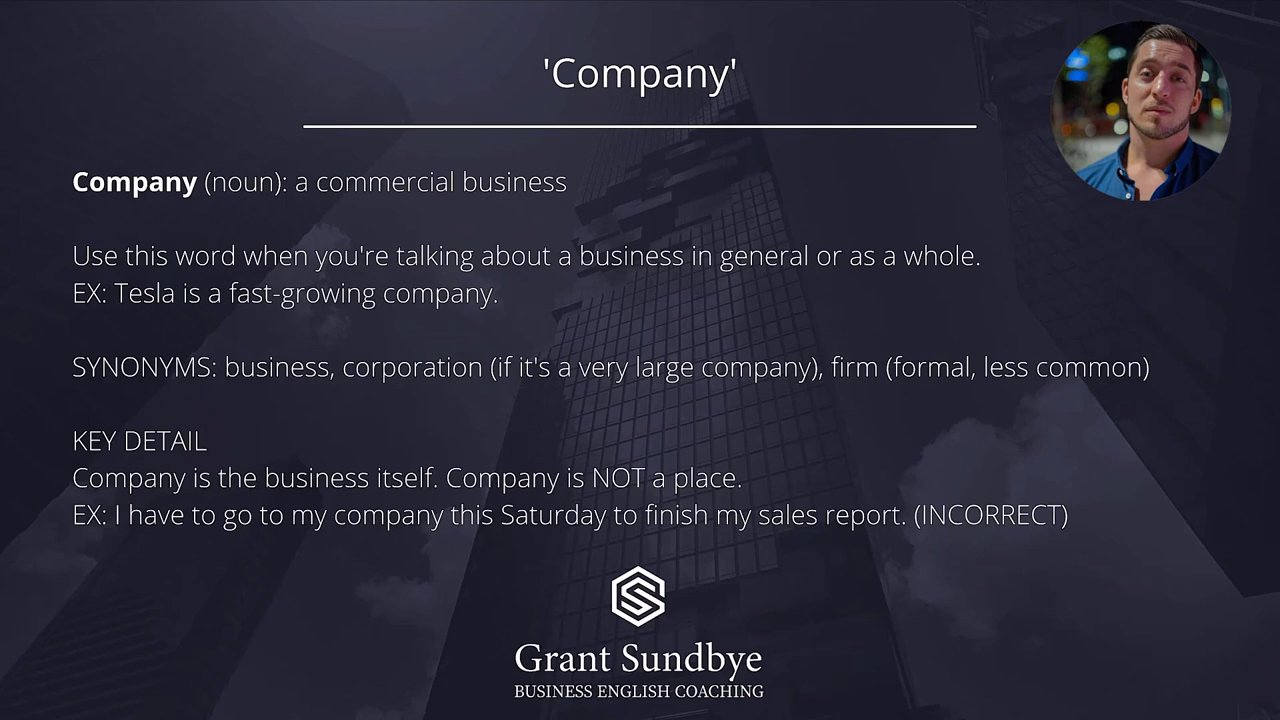 'Company'
Company (noun): a commercial business
Use this word when you're talking about a business in general or as a whole.
EX: Tesla is a fast-growing company.
SYNONYMS: business, corporation (if it's a very large company), firm (formal, less common)
KEY DETAIL
Company is the business itself. Company is NOT a place.
EX: I have to go to my company this Saturday to finish my sales report. (INCORRECT)
Grant Sundbye
BUSINESS ENGLISH COACHING